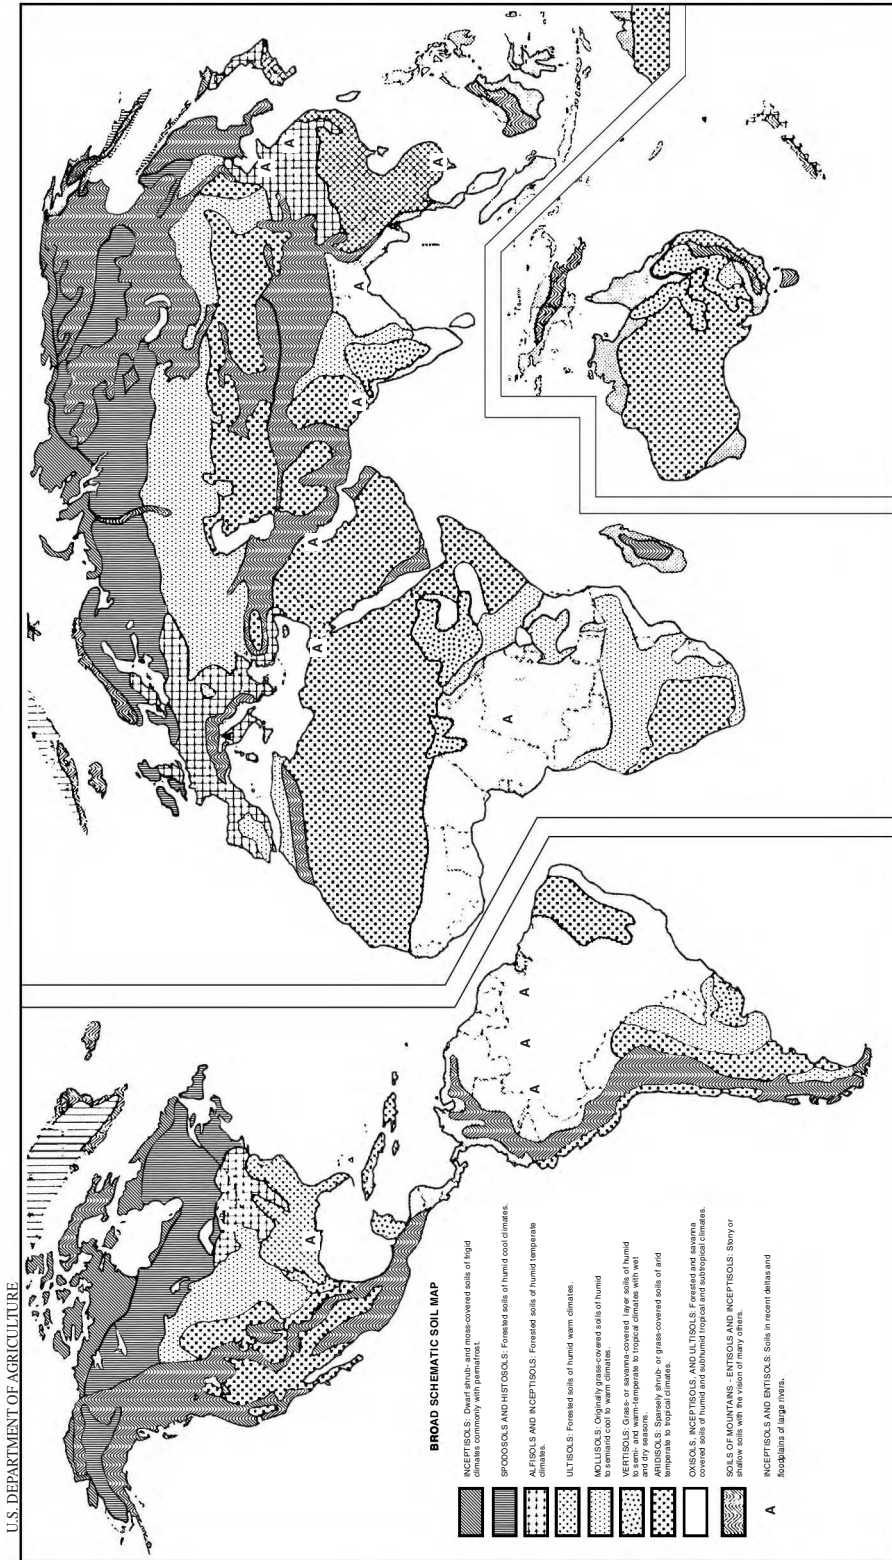 U.S. DEPARTMENT OF AGRICULTURE
BROAD SCHEMATIC SOIL MAP
INCEPTISOLS: Dwarf shrub- and moss-covered soils of frigid
climates commonly with permafrost.
SPODOSOLS AND HISTOSOLS: Forested soils of humid cool climates.
ALFISOLS AND INCEPTISOLS: Forested soils of humid temperate
climates.
ULTISOLS: Forested soils of humid warm climates.
MOLLISOLS: Originally grass-covered soils of humid
to semiarid cool to warm climates.
VERTISOLS: Grass- or savanna-covered layer soils of humid
to semi- and warm-temperate to tropical climates with wet
and dry seasons.
ARIDISOLS: Sparsely shrub- or grass-covered soils of arid
temperate to tropical climates.
OXISOLS, INCEPTISOLS, AND ULTISOLS: Forested and savanna
covered soils of humid and subhumid tropical and subtropical climates.
SOILS OF MOUNTAINS - ENTISOLS AND INCEPTISOLS: Stony or
shallow soils with the vision of many others.
A INCEPTISOLS AND ENTISOLS: Soils in recent deltas and
floodplains of large rivers.
A
A
A
A
A
A
A
A
A
A
A
A